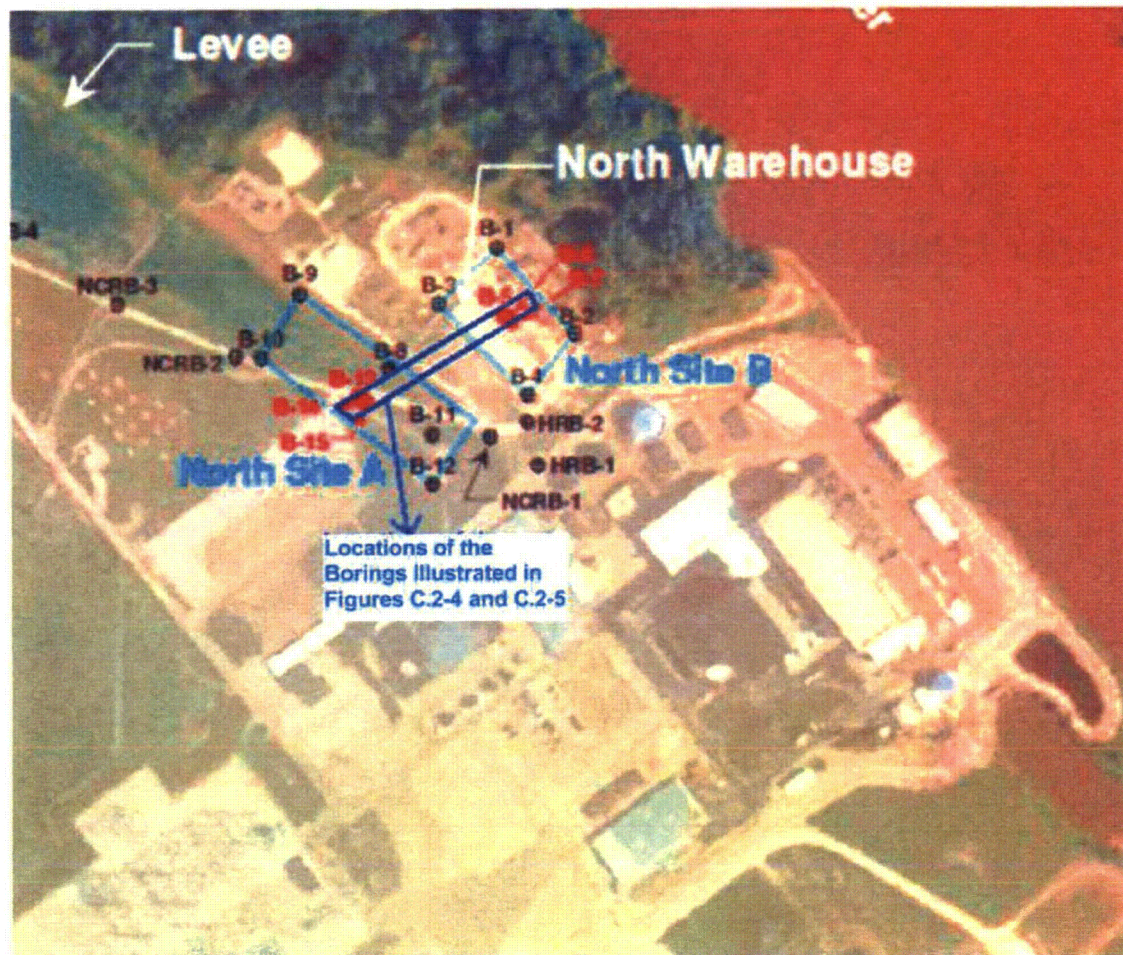 er
Levee
North Warehouse
B-1
B-4
B-9
NCRB-3
B-3
B-2
B-10
NCRB-2
B-8
B-4
North Site B
B-11
HRB-2
B-15
North Site A
B-12
HRB-1
NCRB-1
Locations of the
Borings Illustrated in
Figures C.2-4 and C.2-5